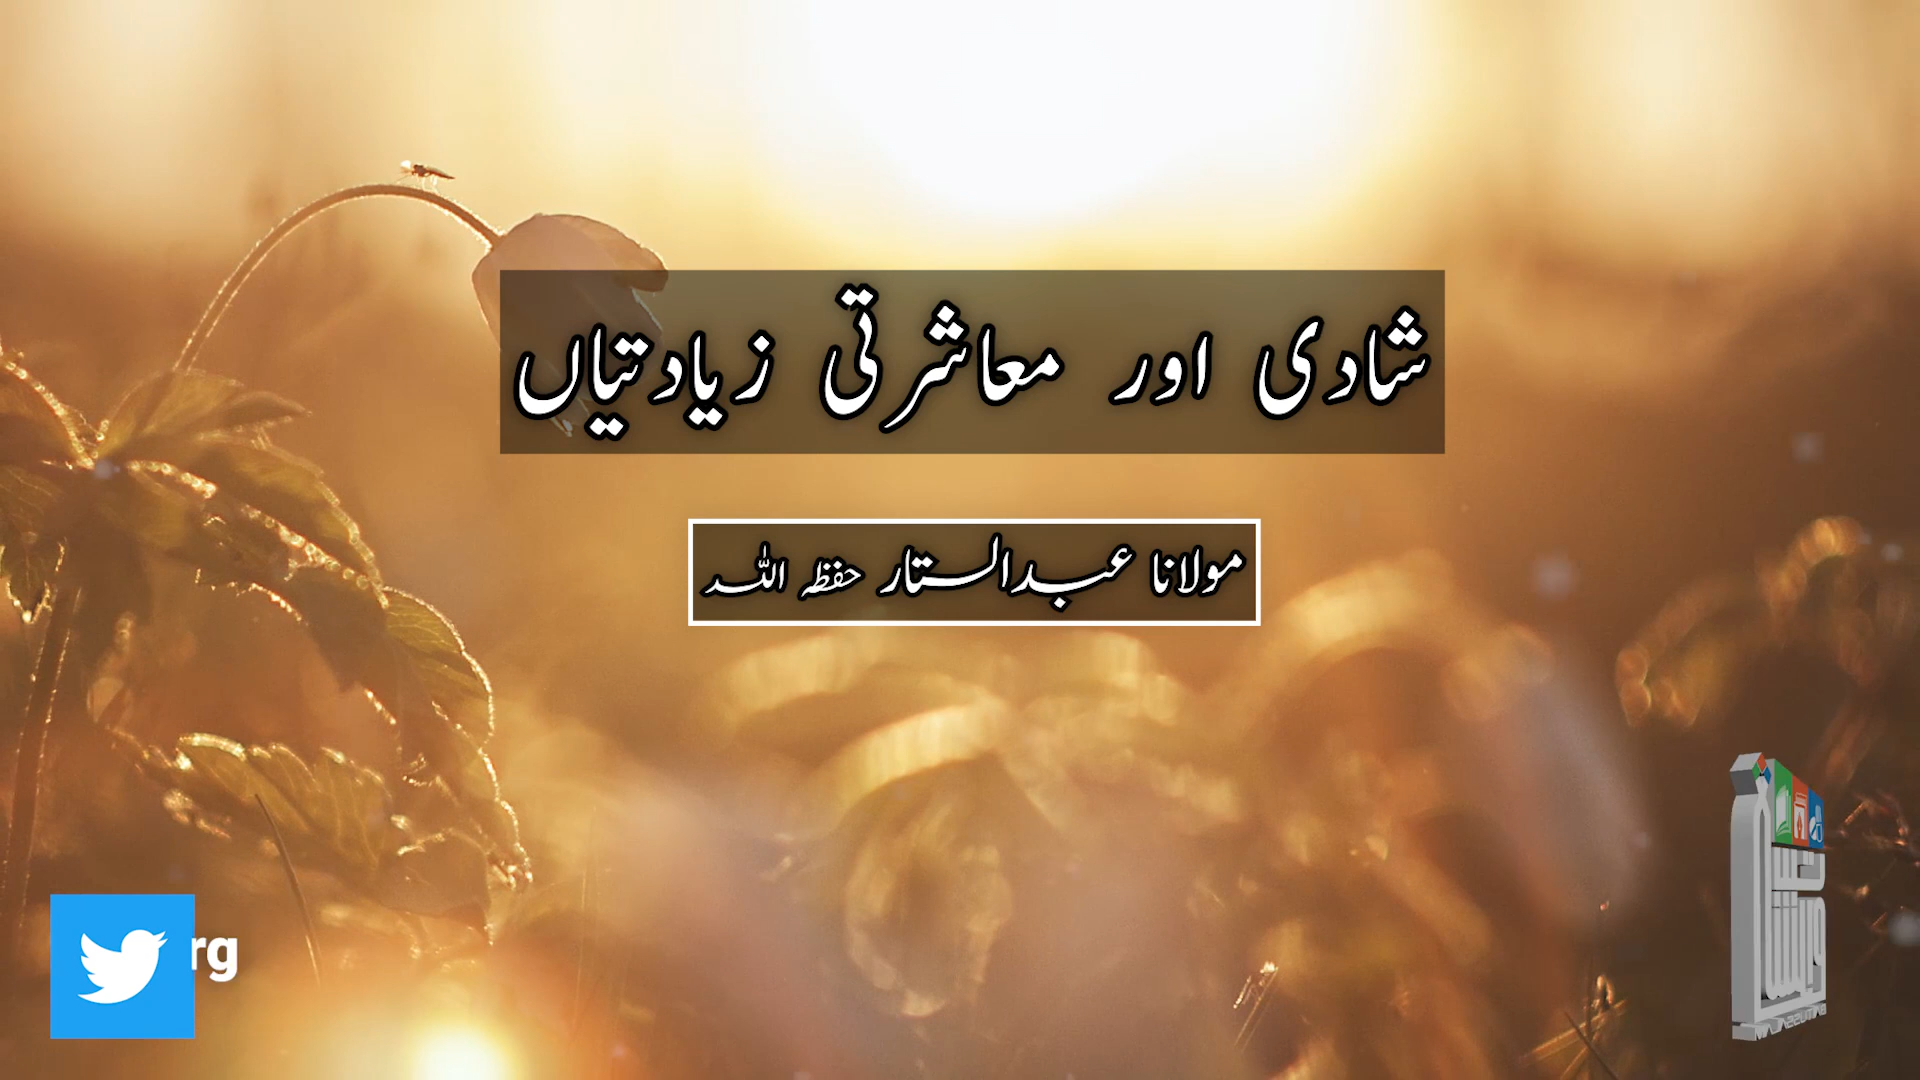 شادی اور معاشرتی زیادتیاں
مولانا عبدالستار حفظہ اللہ
rg